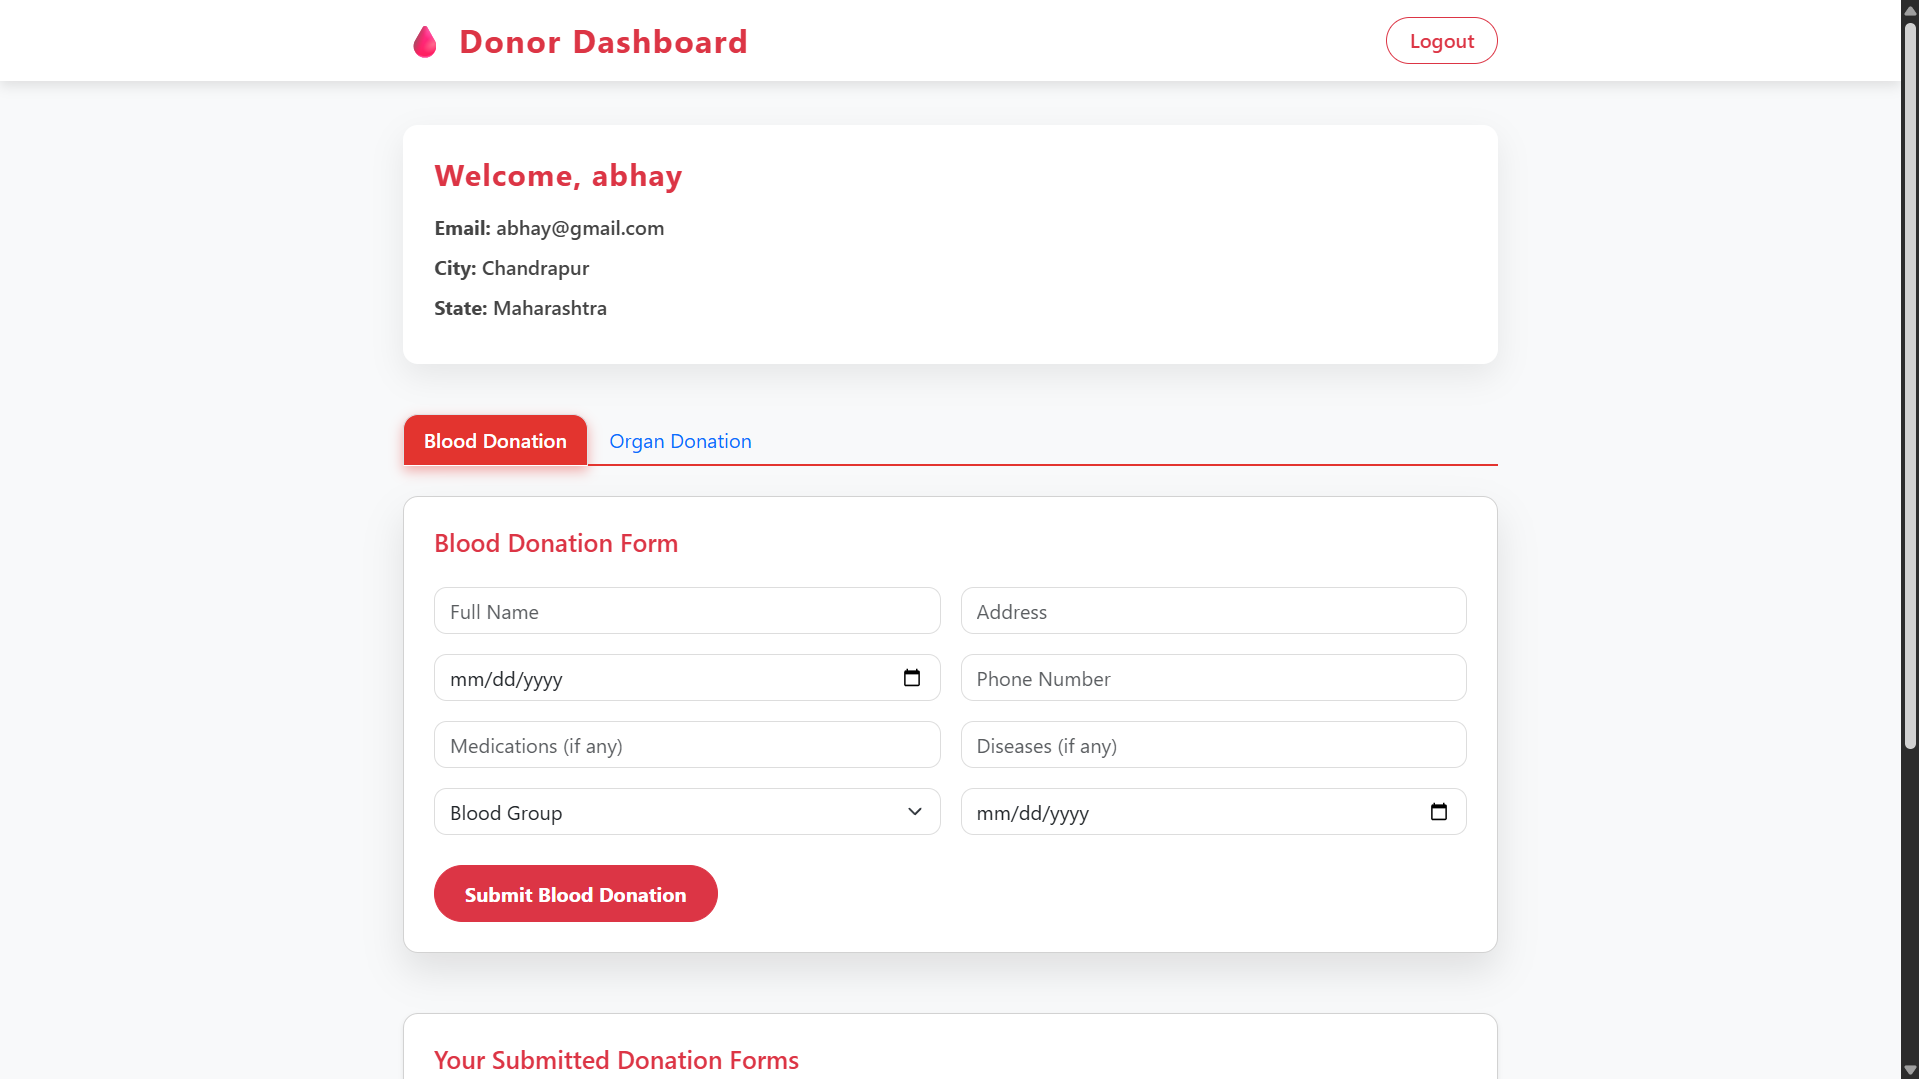 Donor Dashboard
Logout
Welcome, abhay
Email: abhay@gmail.com
City: Chandrapur
State: Maharashtra
Blood Donation
Organ Donation
Blood Donation Form
Full Name
Address
mm/dd/yyyy
Phone Number
Medications (if any)
Diseases (if any)
Blood Group
mm/dd/yyyy
Submit Blood Donation
Your Submitted Donation Forms